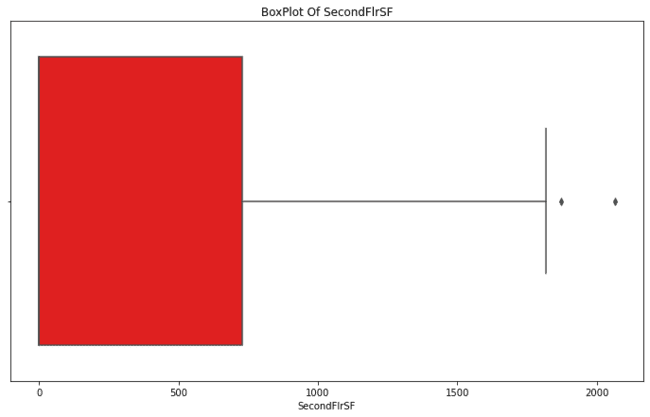 BoxPlot Of SecondFlrSF
0 500 1000 1500 2000
SecondFlrSF